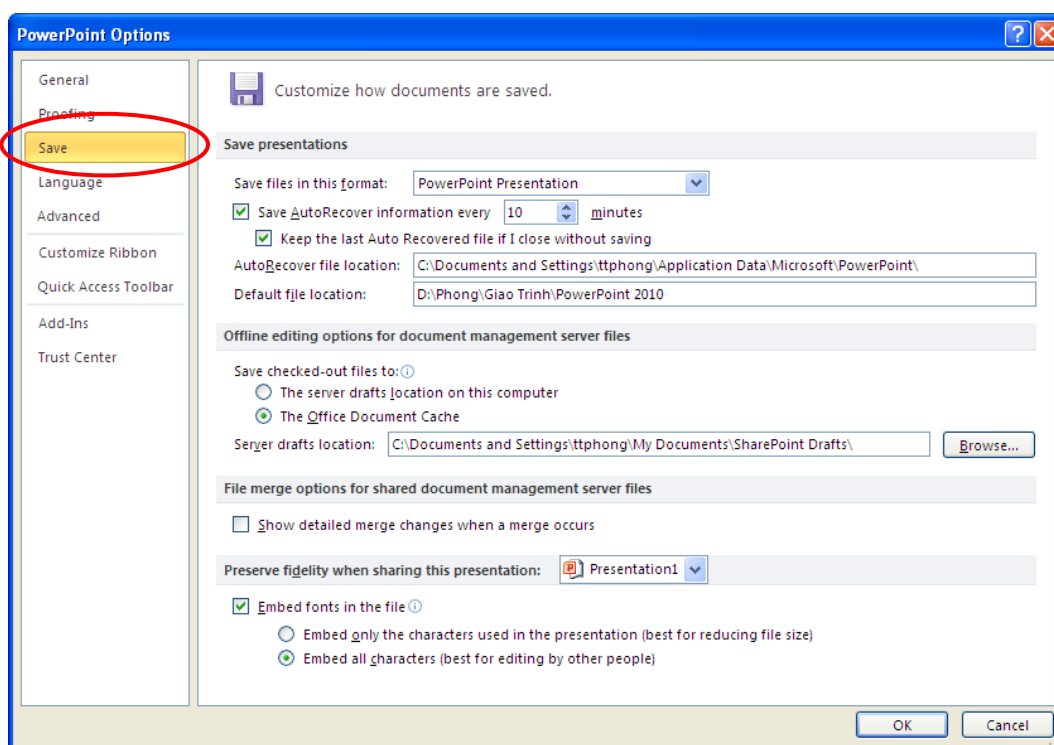 PowerPoint Options
General
Proofing
Save
Language
Advanced
Customize Ribbon
Quick Access Toolbar
Add-Ins
Trust Center
Customize how documents are saved.
Save presentations
Save files in this format: PowerPoint Presentation
Save AutoRecover information every 10 minutes
Keep the last Auto Recovered file if I close without saving
AutoRecover file location: C:\Documents and Settings\ttphong\Application Data\Microsoft\PowerPoint\
Default file location: D:\Phong\Giao Trinh\PowerPoint 2010
Offline editing options for document management server files
Save checked-out files to:
The server drafts location on this computer
The Office Document Cache
Server drafts location: C:\Documents and Settings\ttphong\My Documents\SharePoint Drafts\ Browse...
File merge options for shared document management server files
Show detailed merge changes when a merge occurs
Preserve fidelity when sharing this presentation: Presentation1
Embed fonts in the file
Embed only the characters used in the presentation (best for reducing file size)
Embed all characters (best for editing by other people)
OK Cancel